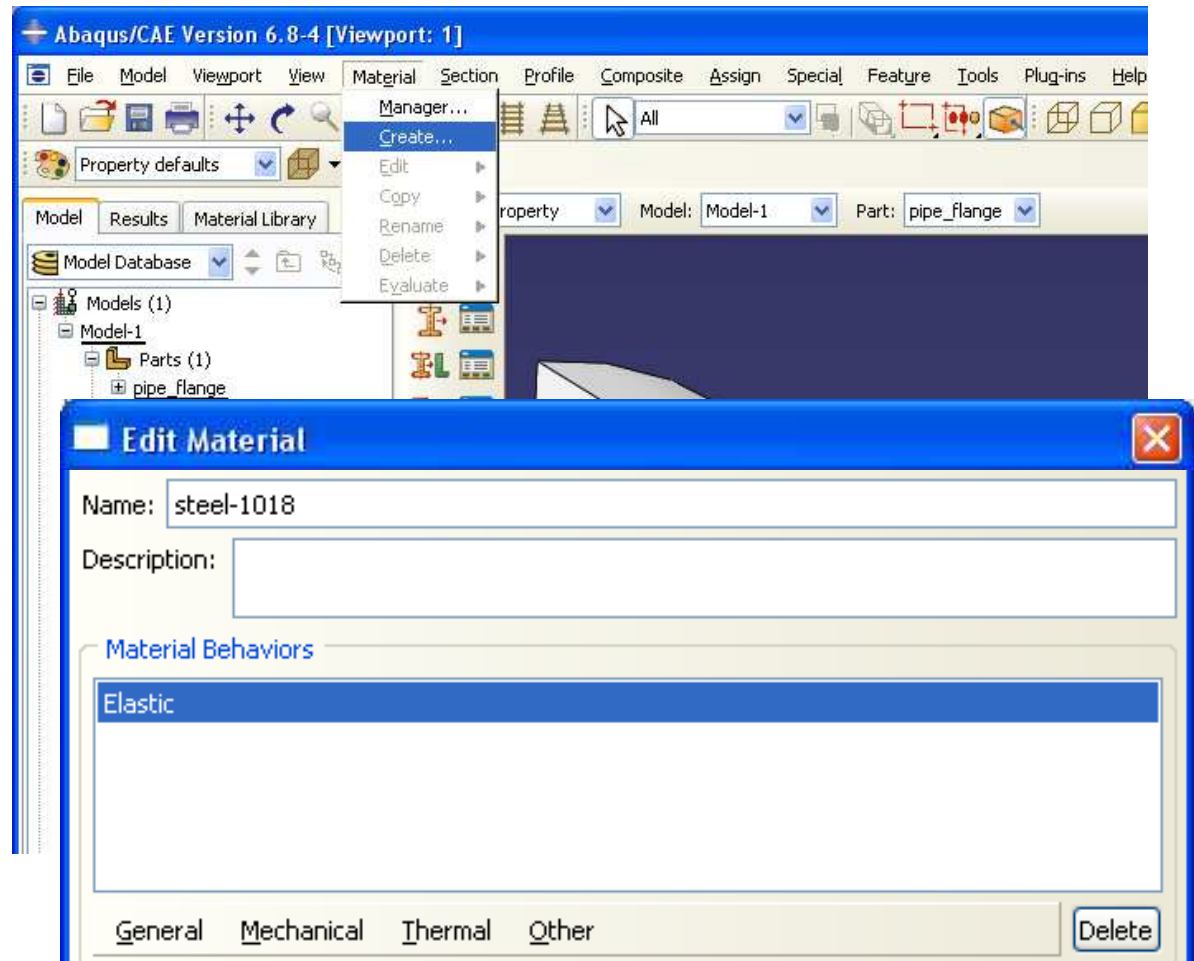 Abaqus/CAE Version 6.8-4 [Viewport: 1]
File Model Viewport View Material Section Profile Composite Assign Special Feature Tools Plug-ins Help
Manager...
All
Create...
Property defaults
Edit
Copy
Model Results Material Library
roperty Model: Model-1 Part: pipe_flange
Rename
Model Database
Delete
Evaluate
Models (1)
Model-1
Parts (1)
pipe_flange
Edit Material
Name: steel-1018
Description:
Material Behaviors
Elastic
General Mechanical Thermal Other Delete